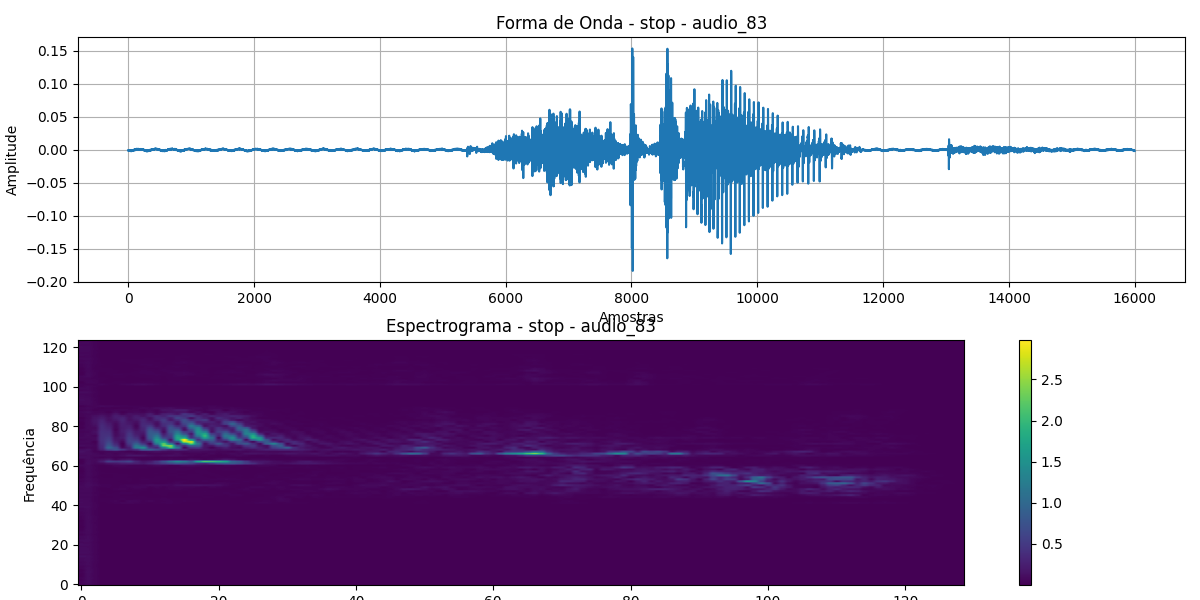 Forma de Onda - stop - audio_83
Amplitude
0.15
0.10
0.05
0.00
−0.05
−0.10
−0.15
−0.20
0 2000 4000 6000 8000 10000 12000 14000 16000
Amostras
Espectrograma - stop - audio_83
Frequência
120
100
80
60
40
20
0
0 20 40 60 80 100 120
2.5
2.0
1.5
1.0
0.5